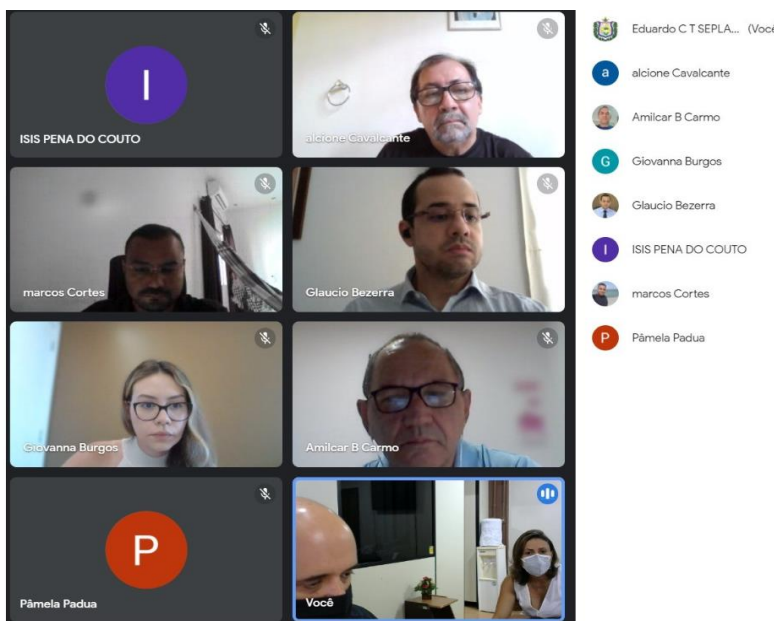 I
ISIS PENA DO COUTO
alcione Cavalcante
marcos Cortes
Glaucio Bezerra
Giovanna Burgos
Amilcar B Carmo
P
Pâmela Padua
Você
Eduardo C T SEPLA... (Você
a
alcione Cavalcante
Amilcar B Carmo
G
Giovanna Burgos
Glaucio Bezerra
I
ISIS PENA DO COUTO
marcos Cortes
P
Pâmela Padua